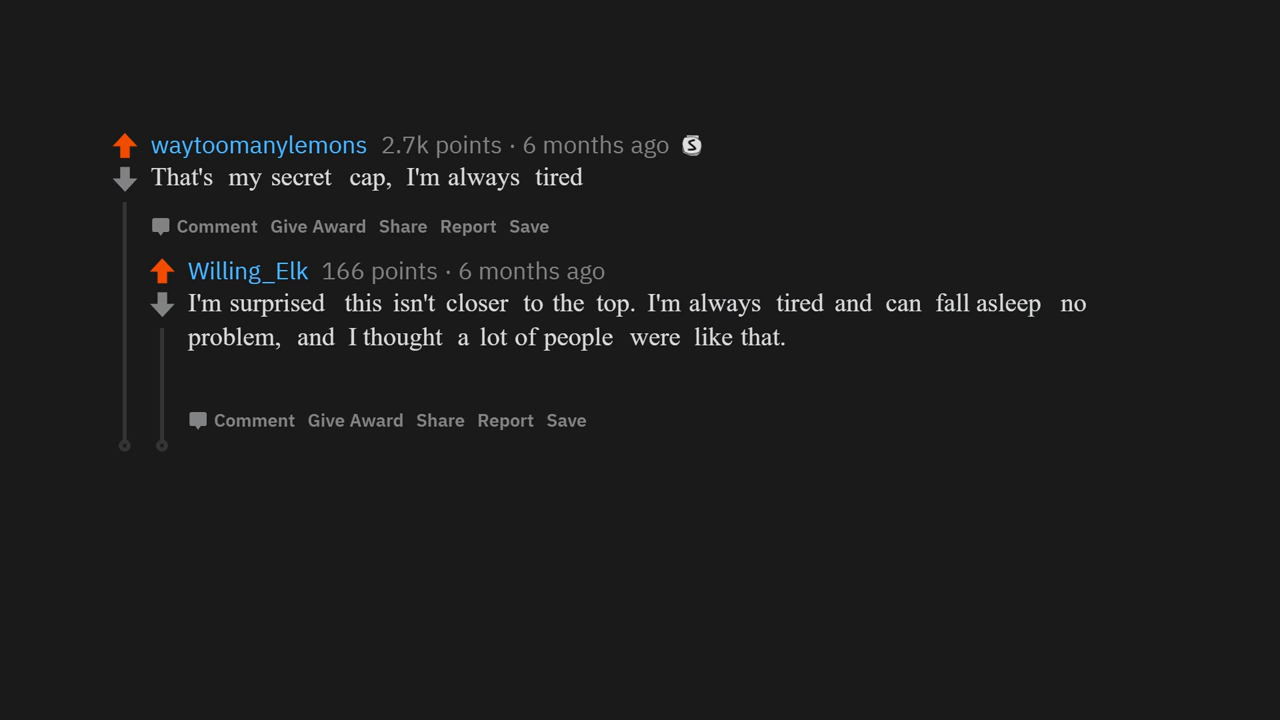 waytoomanylemons 2.7k points · 6 months ago S
That's my secret cap, I'm always tired
Comment Give Award Share Report Save
Willing_Elk 166 points · 6 months ago
I'm surprised this isn't closer to the top. I'm always tired and can fall asleep no
problem, and I thought a lot of people were like that.
Comment Give Award Share Report Save